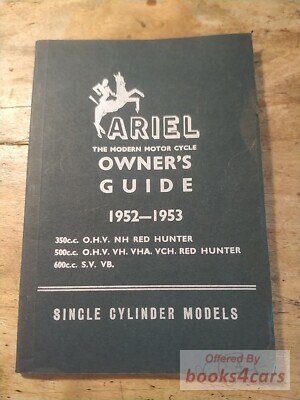 ARIEL
THE MODERN MOTOR CYCLE
OWNER'S
GUIDE
1952—1953
350c.c. O.H.V. NH RED HUNTER
500c.c. O.H.V. VH. VHA. VCH. RED HUNTER
600c.c. S.V. VB.
SINGLE CYLINDER MODELS
OFFERED BY
books4cars